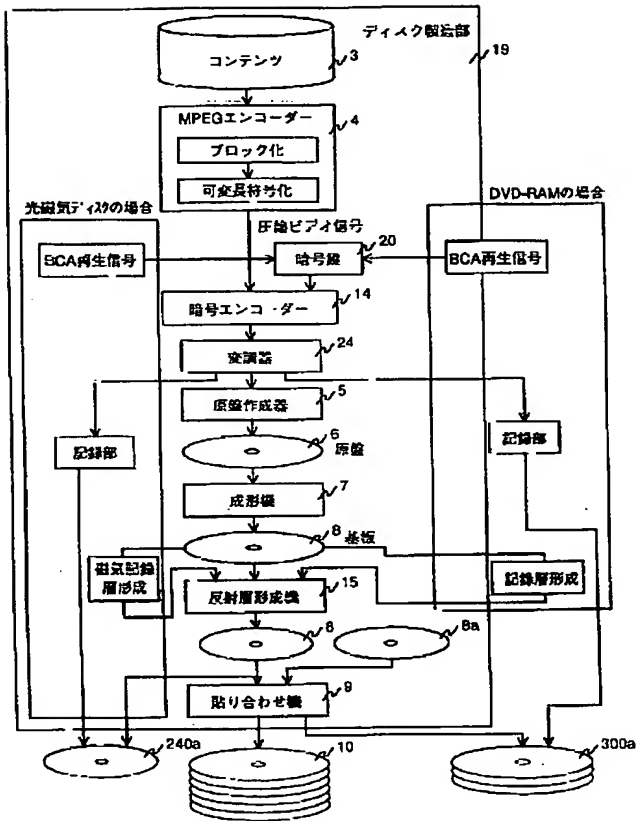 ディスク製造部
19
コンテンツ
3
MPEGエンコーダー
4
ブロック化
可変長符号化
光磁気ディスクの場合
DVD-RAMの場合
圧縮ビデオ信号
20
BCA再生信号
暗号鍵
BCA再生信号
14
暗号エンコーダー
24
変調器
5
原盤作成器
記録部
6
原盤
記録部
7
成形機
8
基板
磁気記録
層形成
15
記録層形成
反射層形成機
8
8a
9
貼り合わせ機
240a
10
300a